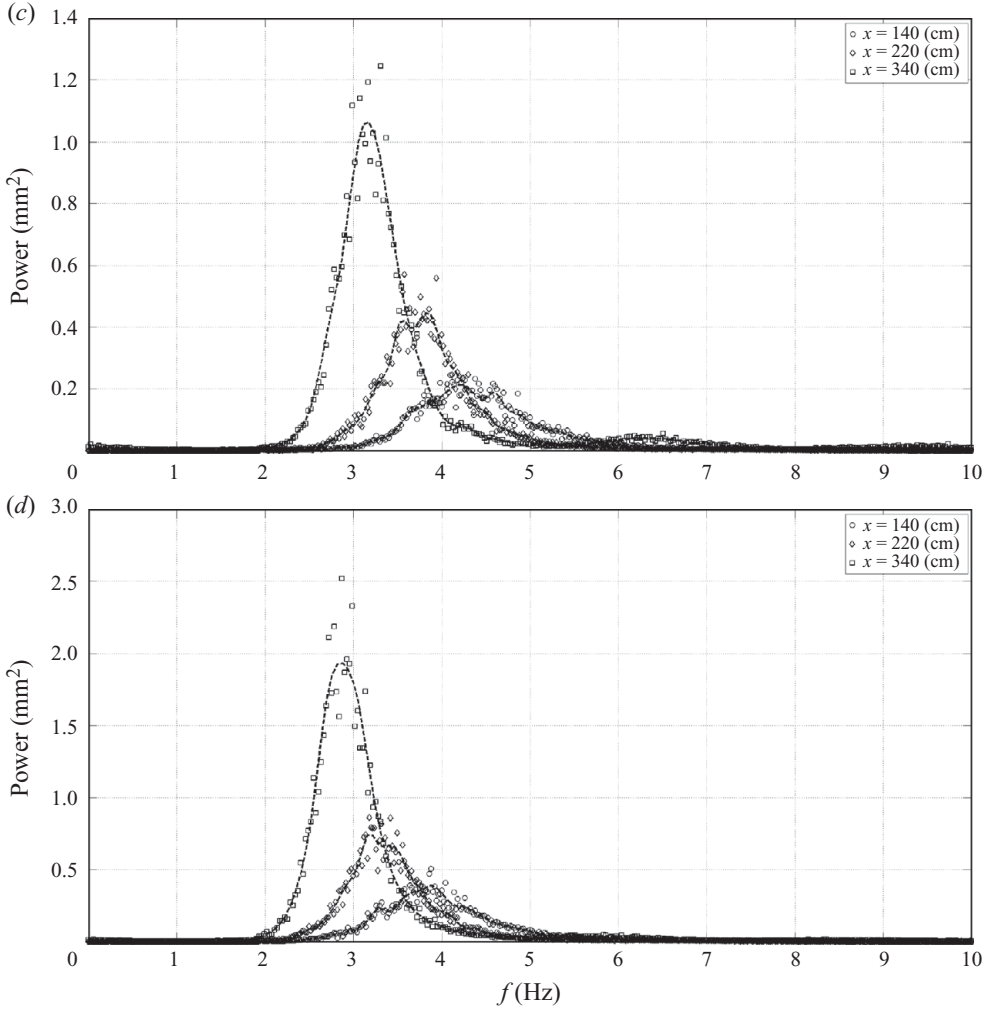 (c)
1.4
1.2
1.0
0.8
0.6
0.4
0.2
Power (mm²)
x = 140 (cm)
x = 220 (cm)
x = 340 (cm)
0 1 2 3 4 5 6 7 8 9 10
(d)
3.0
2.5
2.0
1.5
1.0
0.5
Power (mm²)
x = 140 (cm)
x = 220 (cm)
x = 340 (cm)
0 1 2 3 4 5 6 7 8 9 10
f (Hz)